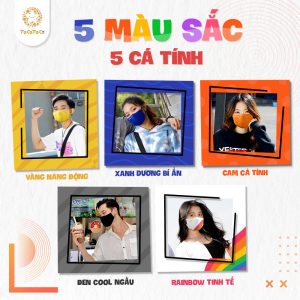 YaCaYaCa
5 MÀU SẮC
5 CÁ TÍNH
VÀNG NĂNG ĐỘNG
XANH DƯƠNG BÍ ẨN
CAM CÁ TÍNH
ĐEN COOL NGẦU
RAINBOW TINH TẾ